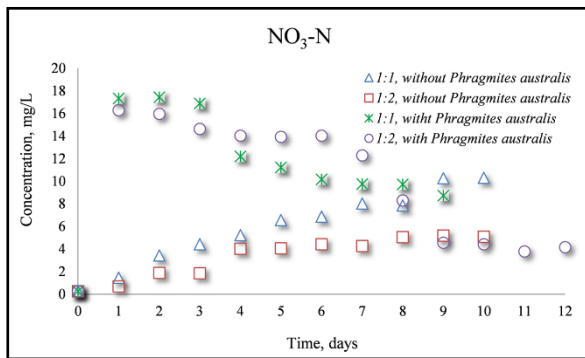 NO₃-N
Concentration, mg/L
20
18
16
14
12
10
8
6
4
2
0
1:1, without Phragmites australis
1:2, without Phragmites australis
1:1, witht Phragmites australis
1:2, with Phragmites australis
0 1 2 3 4 5 6 7 8 9 10 11 12
Time, days